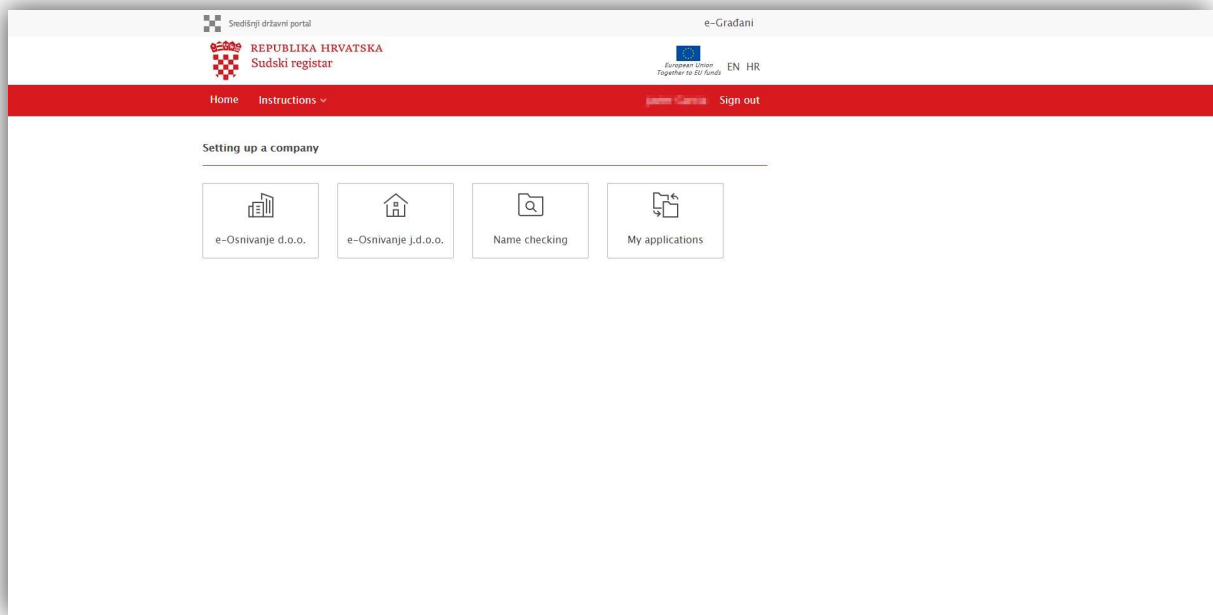 Središnji državni portal
e-Građani
REPUBLIKA HRVATSKA
Sudski registar
European Union
Together to EU funds
EN HR
Home Instructions
Sign out
Setting up a company
e-Osnivanje d.o.o.
e-Osnivanje j.d.o.o.
Name checking
My applications